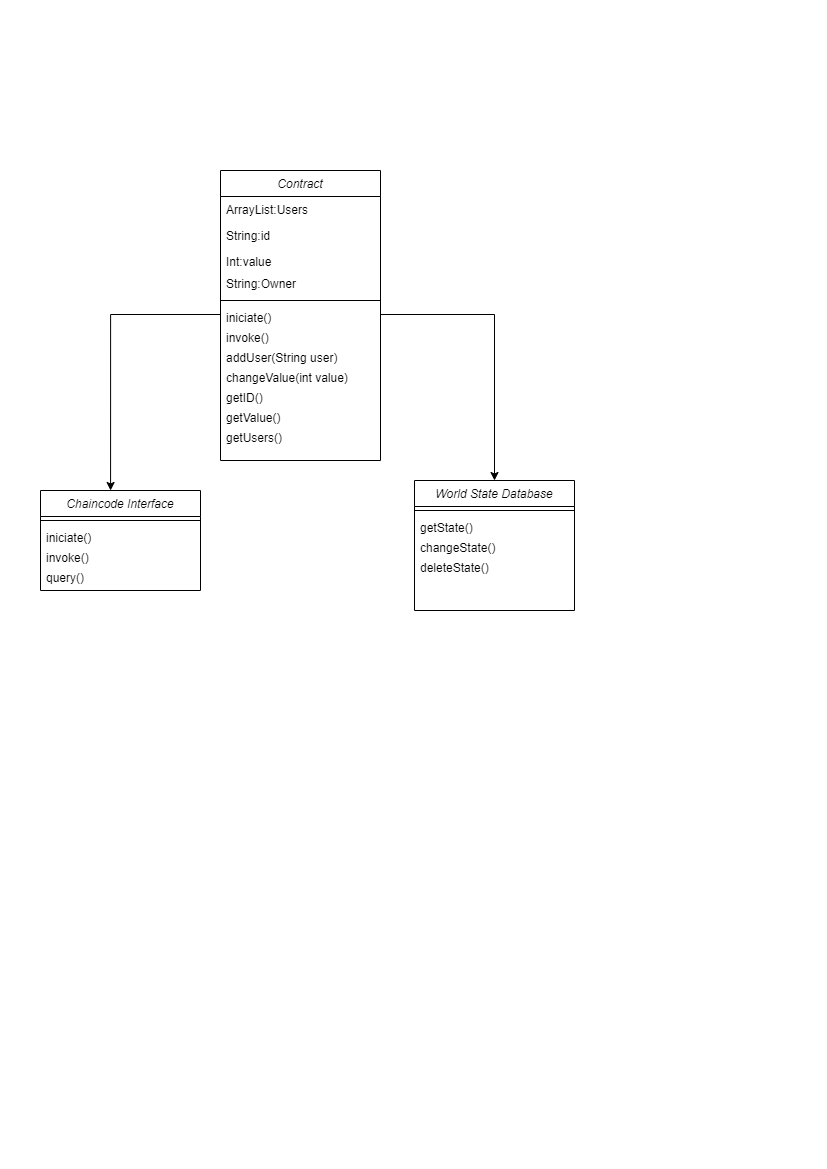 Contract
ArrayList:Users
String:id
Int:value
String:Owner
iniciate()
invoke()
addUser(String user)
changeValue(int value)
getID()
getValue()
getUsers()
Chaincode Interface
iniciate()
invoke()
query()
World State Database
getState()
changeState()
deleteState()